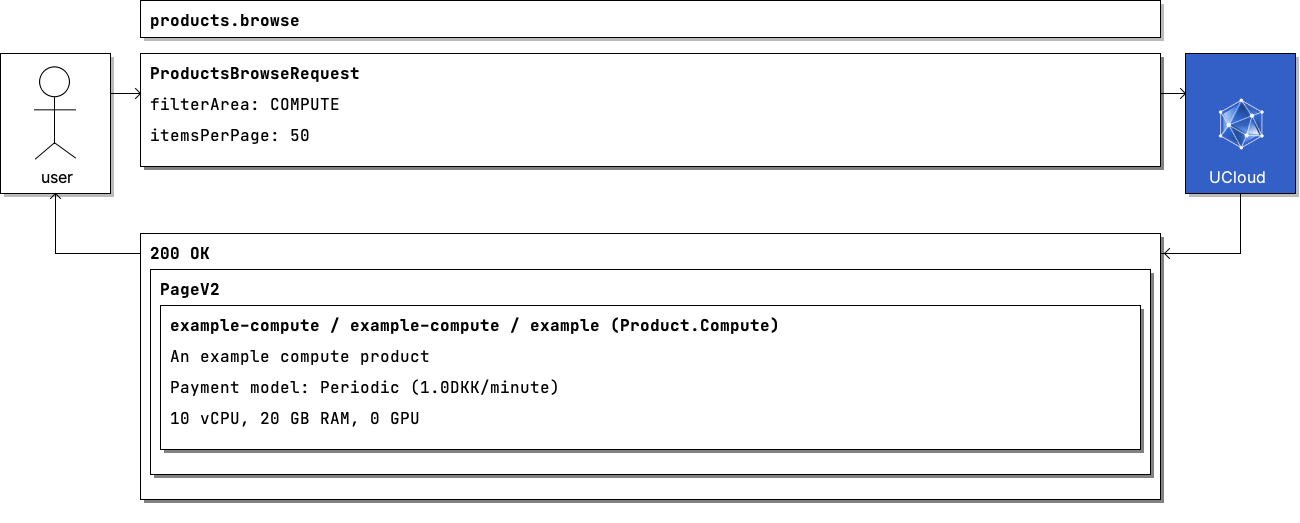 products.browse
ProductsBrowseRequest
filterArea: COMPUTE
itemsPerPage: 50
user
UCloud
200 OK
PageV2
example-compute / example-compute / example (Product.Compute)
An example compute product
Payment model: Periodic (1.0DKK/minute)
10 vCPU, 20 GB RAM, 0 GPU